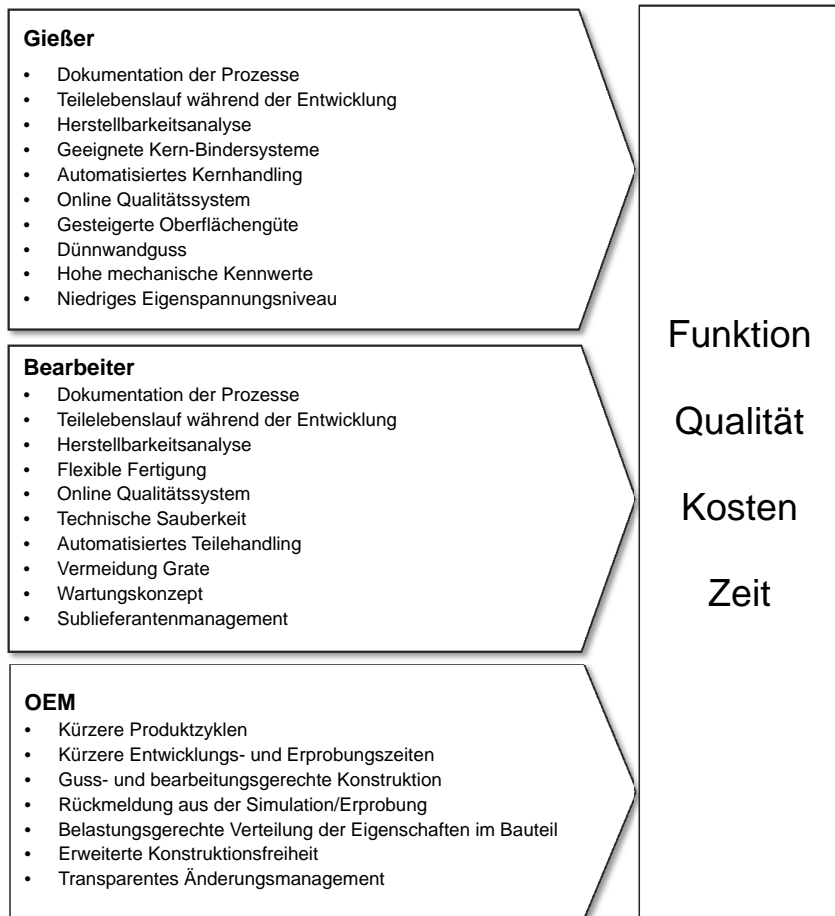 Gießer
• Dokumentation der Prozesse
• Teilelebenslauf während der Entwicklung
• Herstellbarkeitsanalyse
• Geeignete Kern-Bindersysteme
• Automatisiertes Kernhandling
• Online Qualitätssystem
• Gesteigerte Oberflächengüte
• Dünnwandguss
• Hohe mechanische Kennwerte
• Niedriges Eigenspannungsniveau
Bearbeiter
• Dokumentation der Prozesse
• Teilelebenslauf während der Entwicklung
• Herstellbarkeitsanalyse
• Flexible Fertigung
• Online Qualitätssystem
• Technische Sauberkeit
• Automatisiertes Teilehandling
• Vermeidung Grate
• Wartungskonzept
• Sublieferantenmanagement
OEM
• Kürzere Produktzyklen
• Kürzere Entwicklungs- und Erprobungszeiten
• Guss- und bearbeitungsgerechte Konstruktion
• Rückmeldung aus der Simulation/Erprobung
• Belastungsgerechte Verteilung der Eigenschaften im Bauteil
• Erweiterte Konstruktionsfreiheit
• Transparentes Änderungsmanagement
Funktion
Qualität
Kosten
Zeit